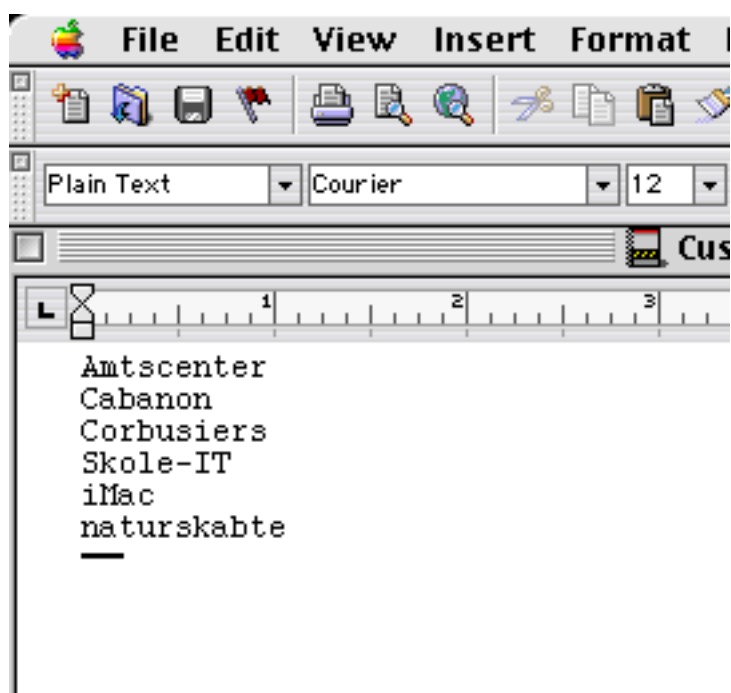 File Edit View Insert Format
Plain Text Courier 12
Cus
1 2 3
Amtscenter
Cabanon
Corbusiers
Skole-IT
iMac
naturskabte